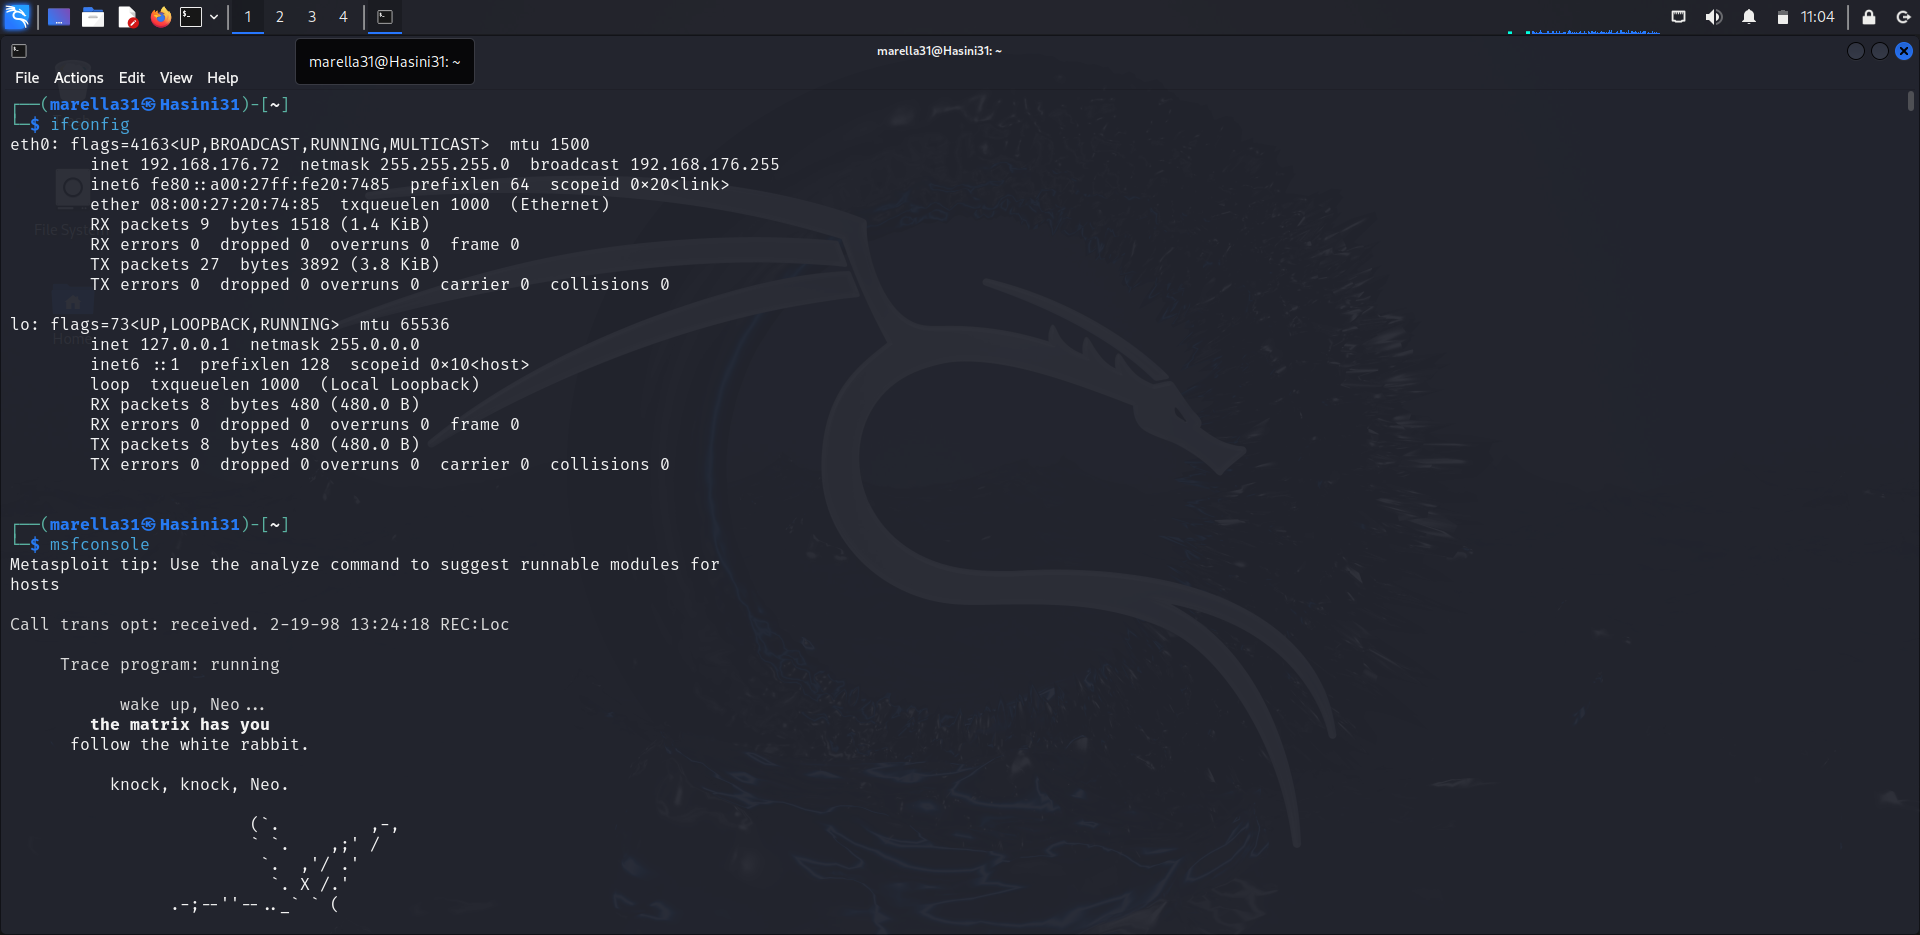 1 2 3 4
11:04
marella31@Hasini31: ~
marella31@Hasini31: ~
File Actions Edit View Help
┌──(marella31㉿Hasini31)-[~]
└─$ ifconfig
eth0: flags=4163<UP,BROADCAST,RUNNING,MULTICAST>  mtu 1500
        inet 192.168.176.72  netmask 255.255.255.0  broadcast 192.168.176.255
        inet6 fe80::a00:27ff:fe20:7485  prefixlen 64  scopeid 0×20<link>
        ether 08:00:27:20:74:85  txqueuelen 1000  (Ethernet)
        RX packets 9  bytes 1518 (1.4 KiB)
        RX errors 0  dropped 0  overruns 0  frame 0
        TX packets 27  bytes 3892 (3.8 KiB)
        TX errors 0  dropped 0 overruns 0  carrier 0  collisions 0
File System
lo: flags=73<UP,LOOPBACK,RUNNING>  mtu 65536
        inet 127.0.0.1  netmask 255.0.0.0
        inet6 ::1  prefixlen 128  scopeid 0×10<host>
        loop  txqueuelen 1000  (Local Loopback)
        RX packets 8  bytes 480 (480.0 B)
        RX errors 0  dropped 0  overruns 0  frame 0
        TX packets 8  bytes 480 (480.0 B)
        TX errors 0  dropped 0 overruns 0  carrier 0  collisions 0
Home
┌──(marella31㉿Hasini31)-[~]
└─$ msfconsole
Metasploit tip: Use the analyze command to suggest runnable modules for
hosts
Call trans opt: received. 2-19-98 13:24:18 REC:Loc
     Trace program: running
           wake up, Neo...
        the matrix has you
      follow the white rabbit.
          knock, knock, Neo.
                        (`.         ,-,
                        ` `.    ,;' /
                         `.  ,'/ .'
                          `. X /.'
                .-;--''--.._` ` (